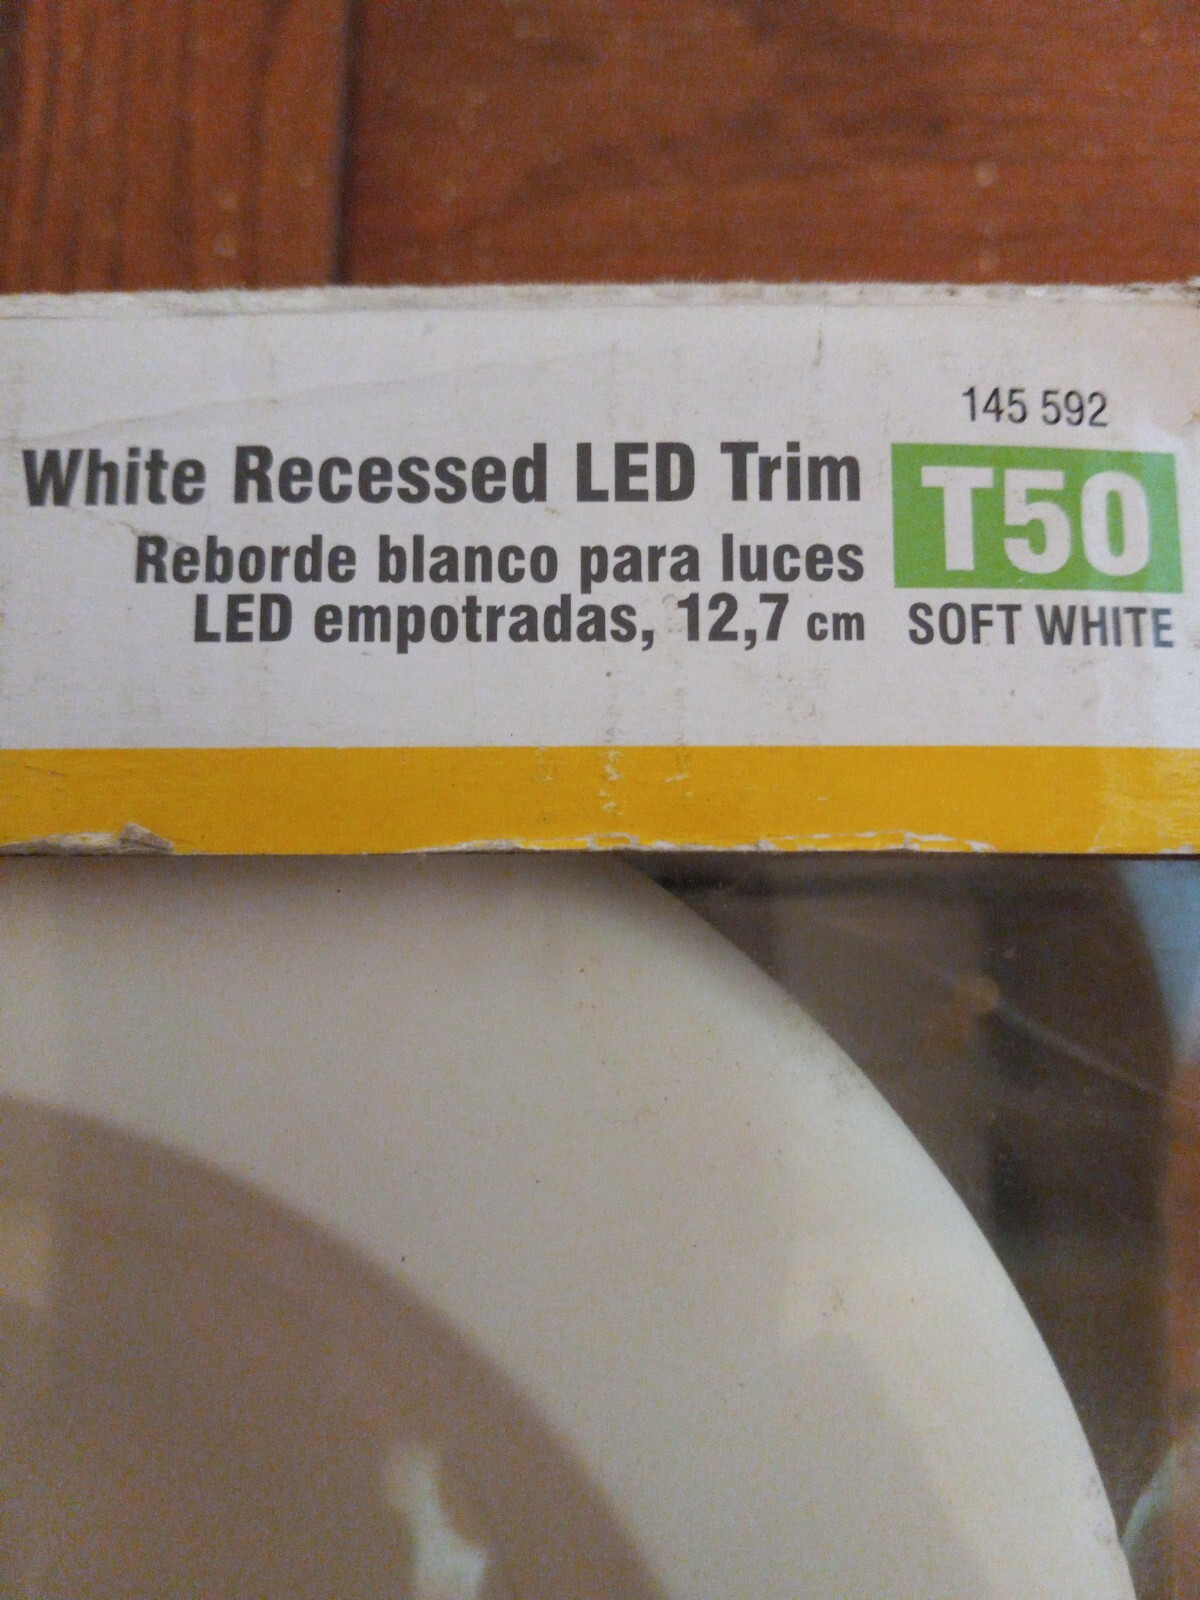 145 592
White Recessed LED Trim
T50
Reborde blanco para luces
LED empotradas, 12,7 cm
SOFT WHITE